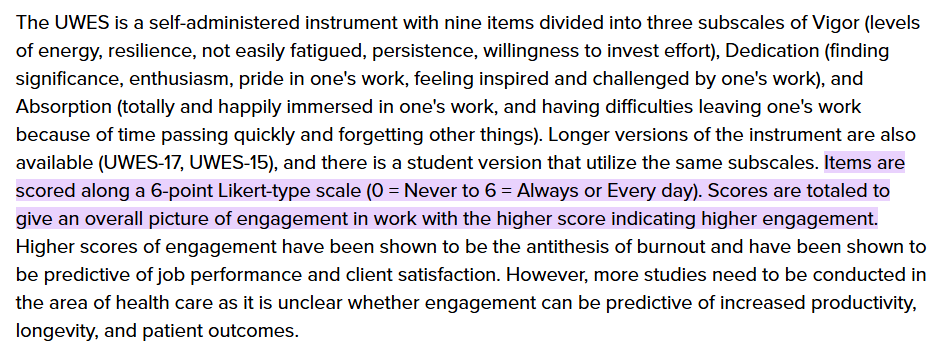 The UWES is a self-administered instrument with nine items divided into three subscales of Vigor (levels
of energy, resilience, not easily fatigued, persistence, willingness to invest effort), Dedication (finding
significance, enthusiasm, pride in one's work, feeling inspired and challenged by one's work), and
Absorption (totally and happily immersed in one's work, and having difficulties leaving one's work
because of time passing quickly and forgetting other things). Longer versions of the instrument are also
available (UWES-17, UWES-15), and there is a student version that utilize the same subscales. Items are
scored along a 6-point Likert-type scale (0 = Never to 6 = Always or Every day). Scores are totaled to
give an overall picture of engagement in work with the higher score indicating higher engagement.
Higher scores of engagement have been shown to be the antithesis of burnout and have been shown to
be predictive of job performance and client satisfaction. However, more studies need to be conducted in
the area of health care as it is unclear whether engagement can be predictive of increased productivity,
longevity, and patient outcomes.